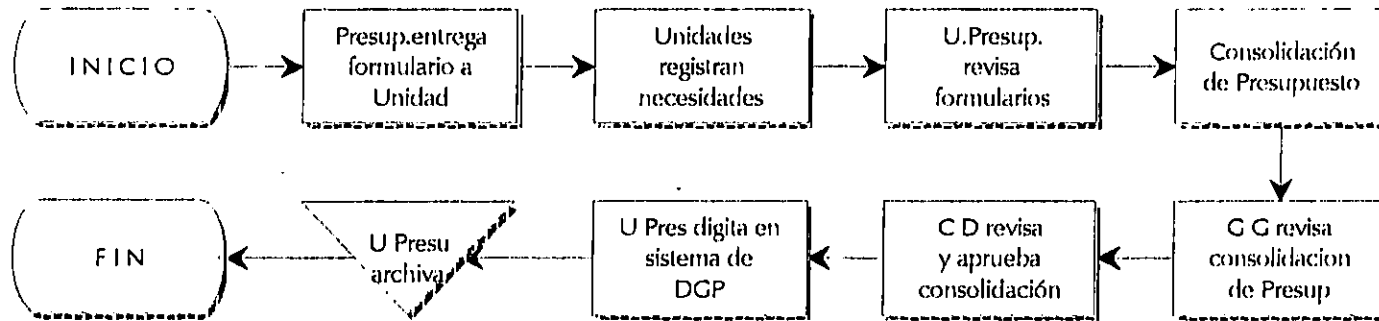 INICIO
Presup.entrega
formulario a
Unidad
Unidades
registran
necesidades
U.Presup.
revisa
formularios
Consolidación
de Presupuesto
G G revisa
consolidacion
de Presup
C D revisa
y aprueba
consolidación
U Pres digita en
sistema de
DGP
U Presu
archiva
FIN